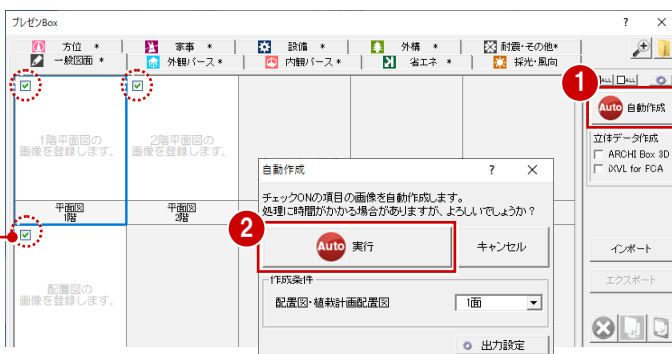 プレゼンBox
? ×
方位 * 家事 * 設備 * 外構 * 耐震・その他*
一般図面 * 外観パース * 内観パース * 省エネ * 採光・風向
ALL ALL
1
Auto 自動作成
立体データ作成
ARCHI Box 3D
iXVL for FCA
1階平面図の
画像を登録します。
2階平面図の
画像を登録します。
平面図
1階
平面図
2階
配置図の
画像を登録します。
自動作成 ? ×
チェックONの項目の画像を自動作成します。
処理に時間がかかる場合がありますが、よろしいでしょうか？
2
Auto 実行
キャンセル
作成条件
配置図・植栽計画配置図 1面
出力設定
インポート
エクスポート